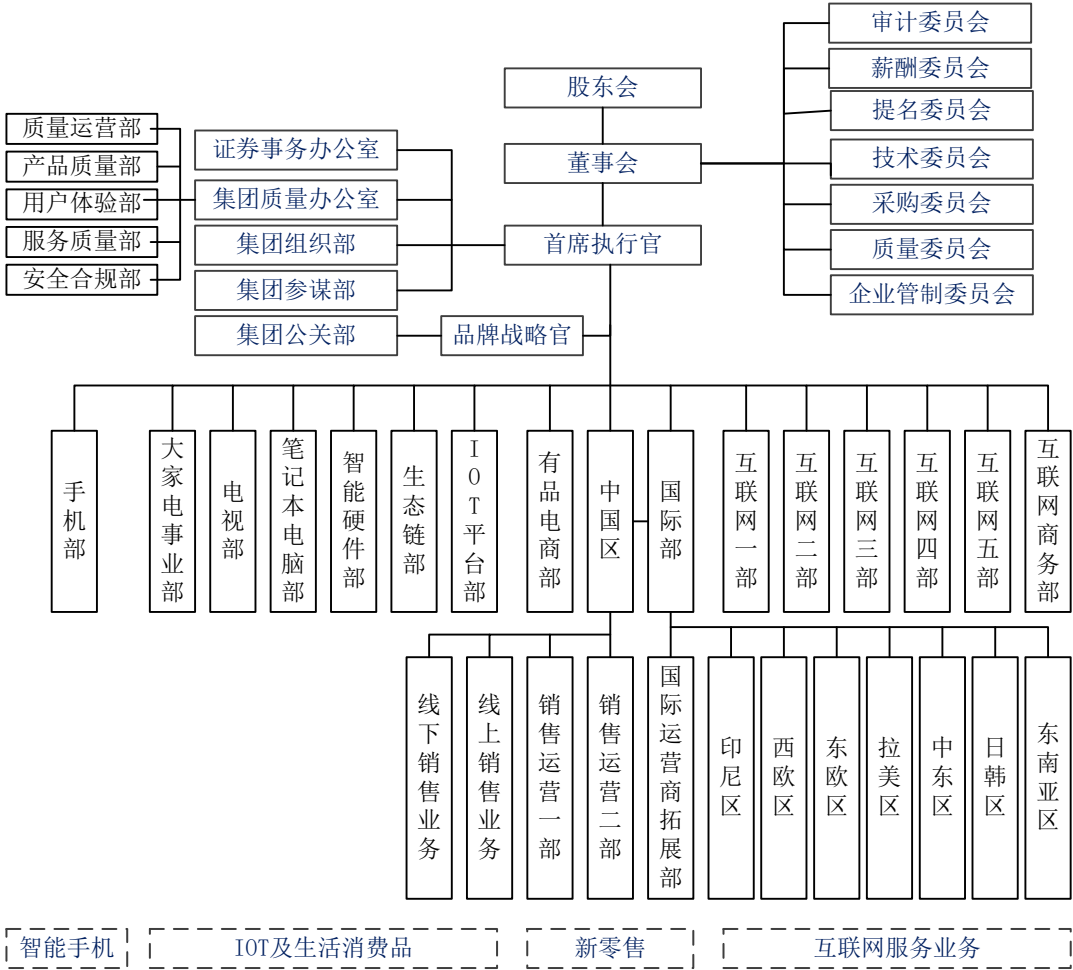 审计委员会
薪酬委员会
提名委员会
技术委员会
采购委员会
质量委员会
企业管制委员会
股东会
董事会
首席执行官
证券事务办公室
集团质量办公室
集团组织部
集团参谋部
集团公关部
品牌战略官
质量运营部
产品质量部
用户体验部
服务质量部
安全合规部
手机部
大家电事业部
电视部
笔记本电脑部
智能硬件部
生态链部
IOT平台部
有品电商部
中国区
国际部
互联网一部
互联网二部
互联网三部
互联网四部
互联网五部
互联网商务部
线下销售业务
线上销售业务
销售运营一部
销售运营二部
国际运营商拓展部
印尼区
西欧区
东欧区
拉美区
中东区
日韩区
东南亚区
智能手机
IOT及生活消费品
新零售
互联网服务业务